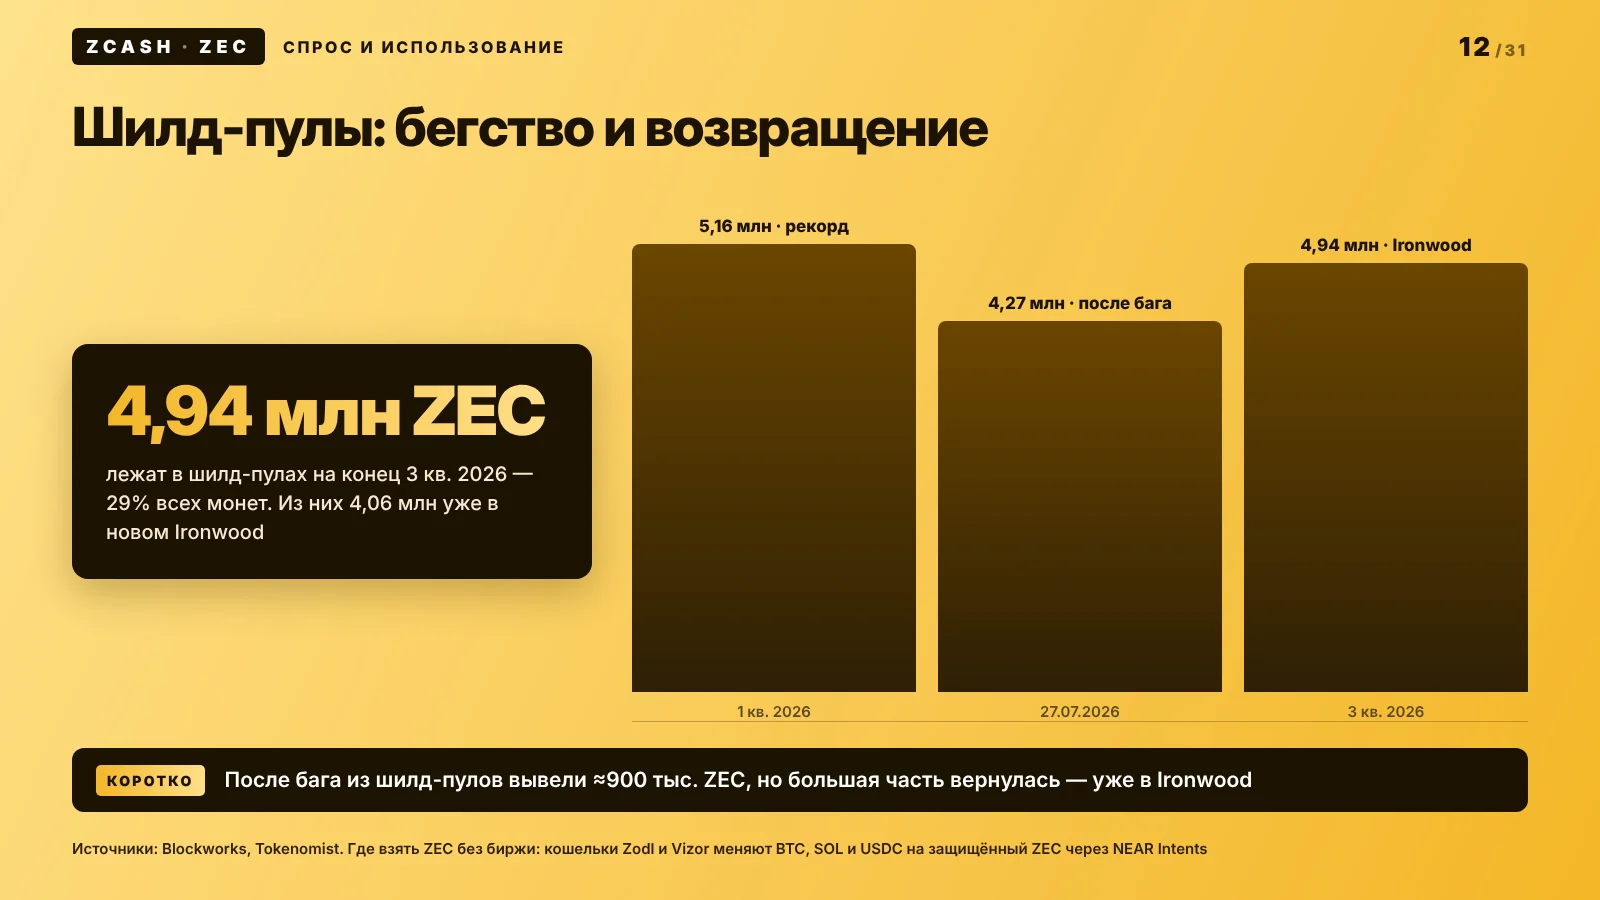 ZCASH · ZEC
СПРОС И ИСПОЛЬЗОВАНИЕ
12 / 31
Шилд-пулы: бегство и возвращение
5,16 млн · рекорд
4,27 млн · после бага
4,94 млн · Ironwood
4,94 млн ZEC
лежат в шилд-пулах на конец 3 кв. 2026 —
29% всех монет. Из них 4,06 млн уже в
новом Ironwood
1 кв. 2026
27.07.2026
3 кв. 2026
КОРОТКО
После бага из шилд-пулов вывели ≈900 тыс. ZEC, но большая часть вернулась — уже в Ironwood
Источники: Blockworks, Tokenomist. Где взять ZEC без биржи: кошельки Zodl и Vizor меняют BTC, SOL и USDC на защищённый ZEC через NEAR Intents